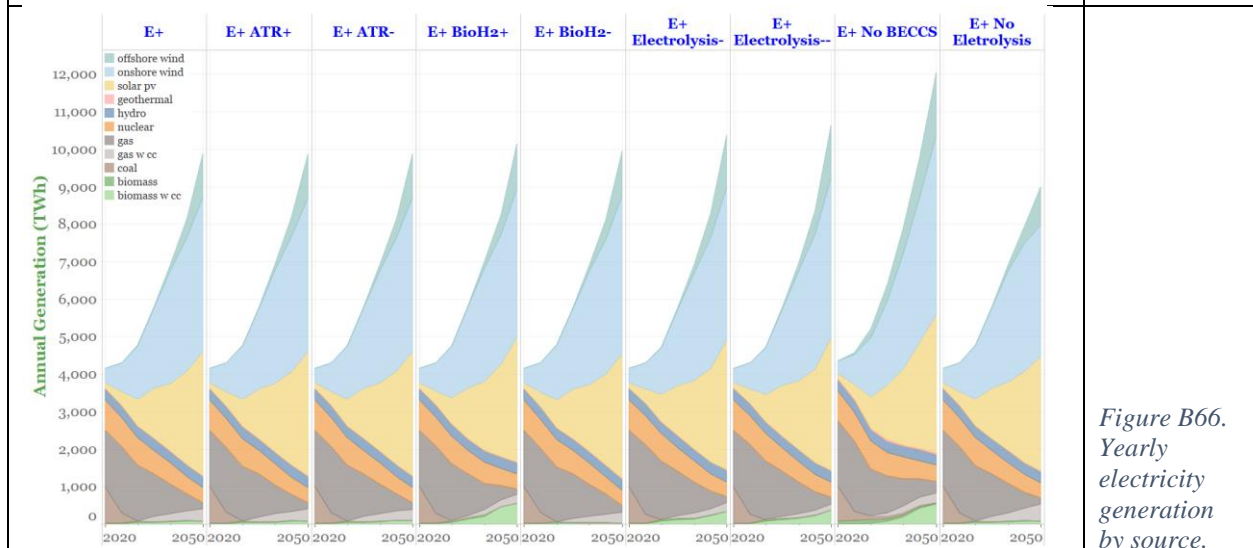 E+
E+ ATR+
E+ ATR-
E+ BioH2+
E+ BioH2-
E+
Electrolysis-
E+
Electrolysis--
E+ No BECCS
E+ No
Eletrolysis
offshore wind
onshore wind
solar pv
geothermal
hydro
nuclear
gas
gas w cc
coal
biomass
biomass w cc
Annual Generation (TWh)
12,000
11,000
10,000
9,000
8,000
7,000
6,000
5,000
4,000
3,000
2,000
1,000
0
2020 2050 2020 2050 2020 2050 2020 2050 2020 2050 2020 2050 2020 2050 2020 2050 2020 2050
Figure B66.
Yearly
electricity
generation
by source.